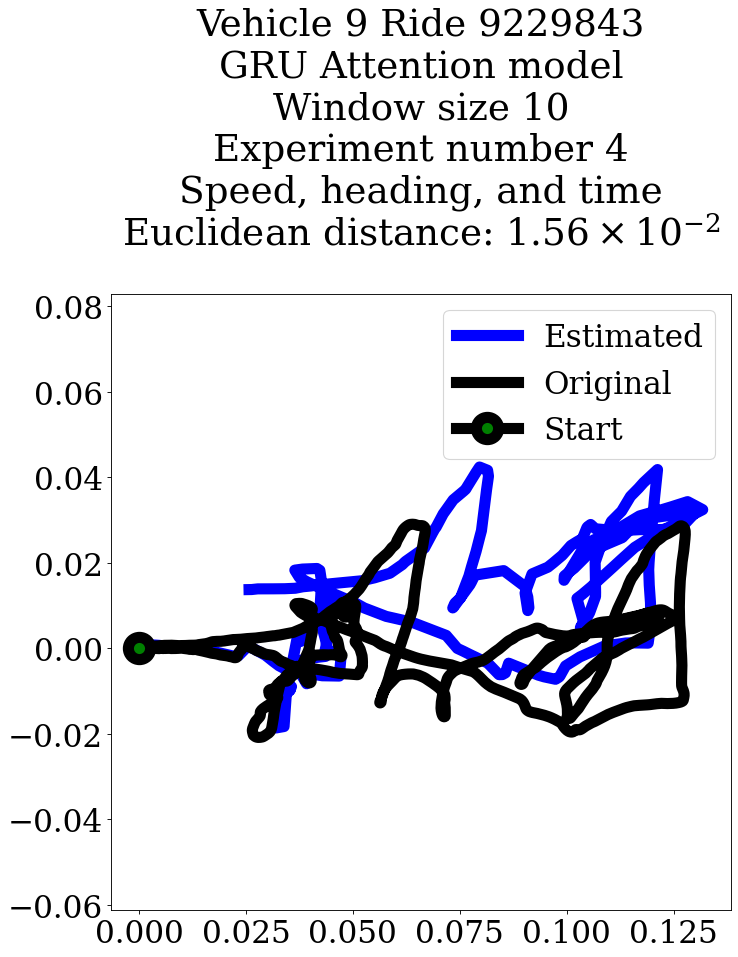 Vehicle 9 Ride 9229843
GRU Attention model
Window size 10
Experiment number 4
Speed, heading, and time
Euclidean distance: 1.56 × 10⁻²
0.08
0.06
0.04
0.02
0.00
−0.02
−0.04
−0.06
Estimated
Original
Start
0.000 0.025 0.050 0.075 0.100 0.125